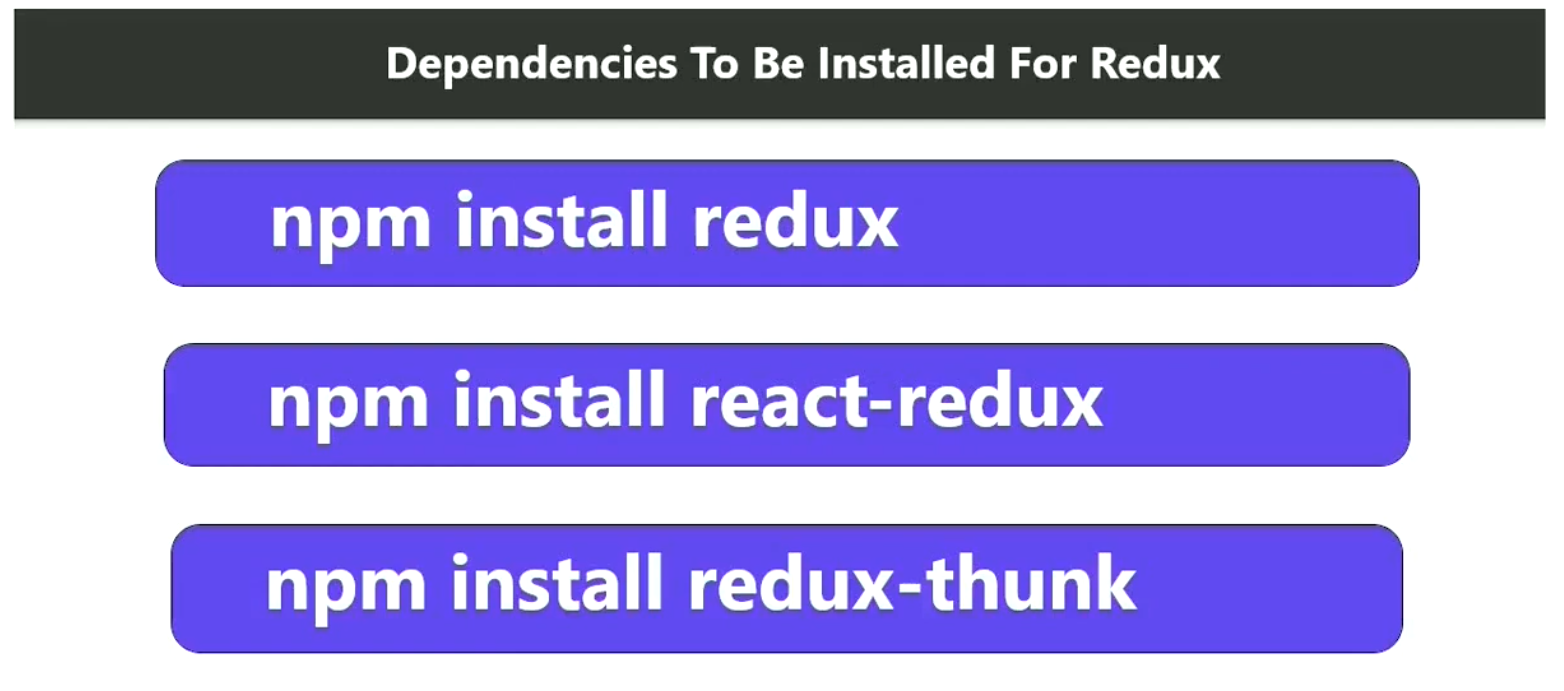 Dependencies To Be Installed For Redux
npm install redux
npm install react-redux
npm install redux-thunk